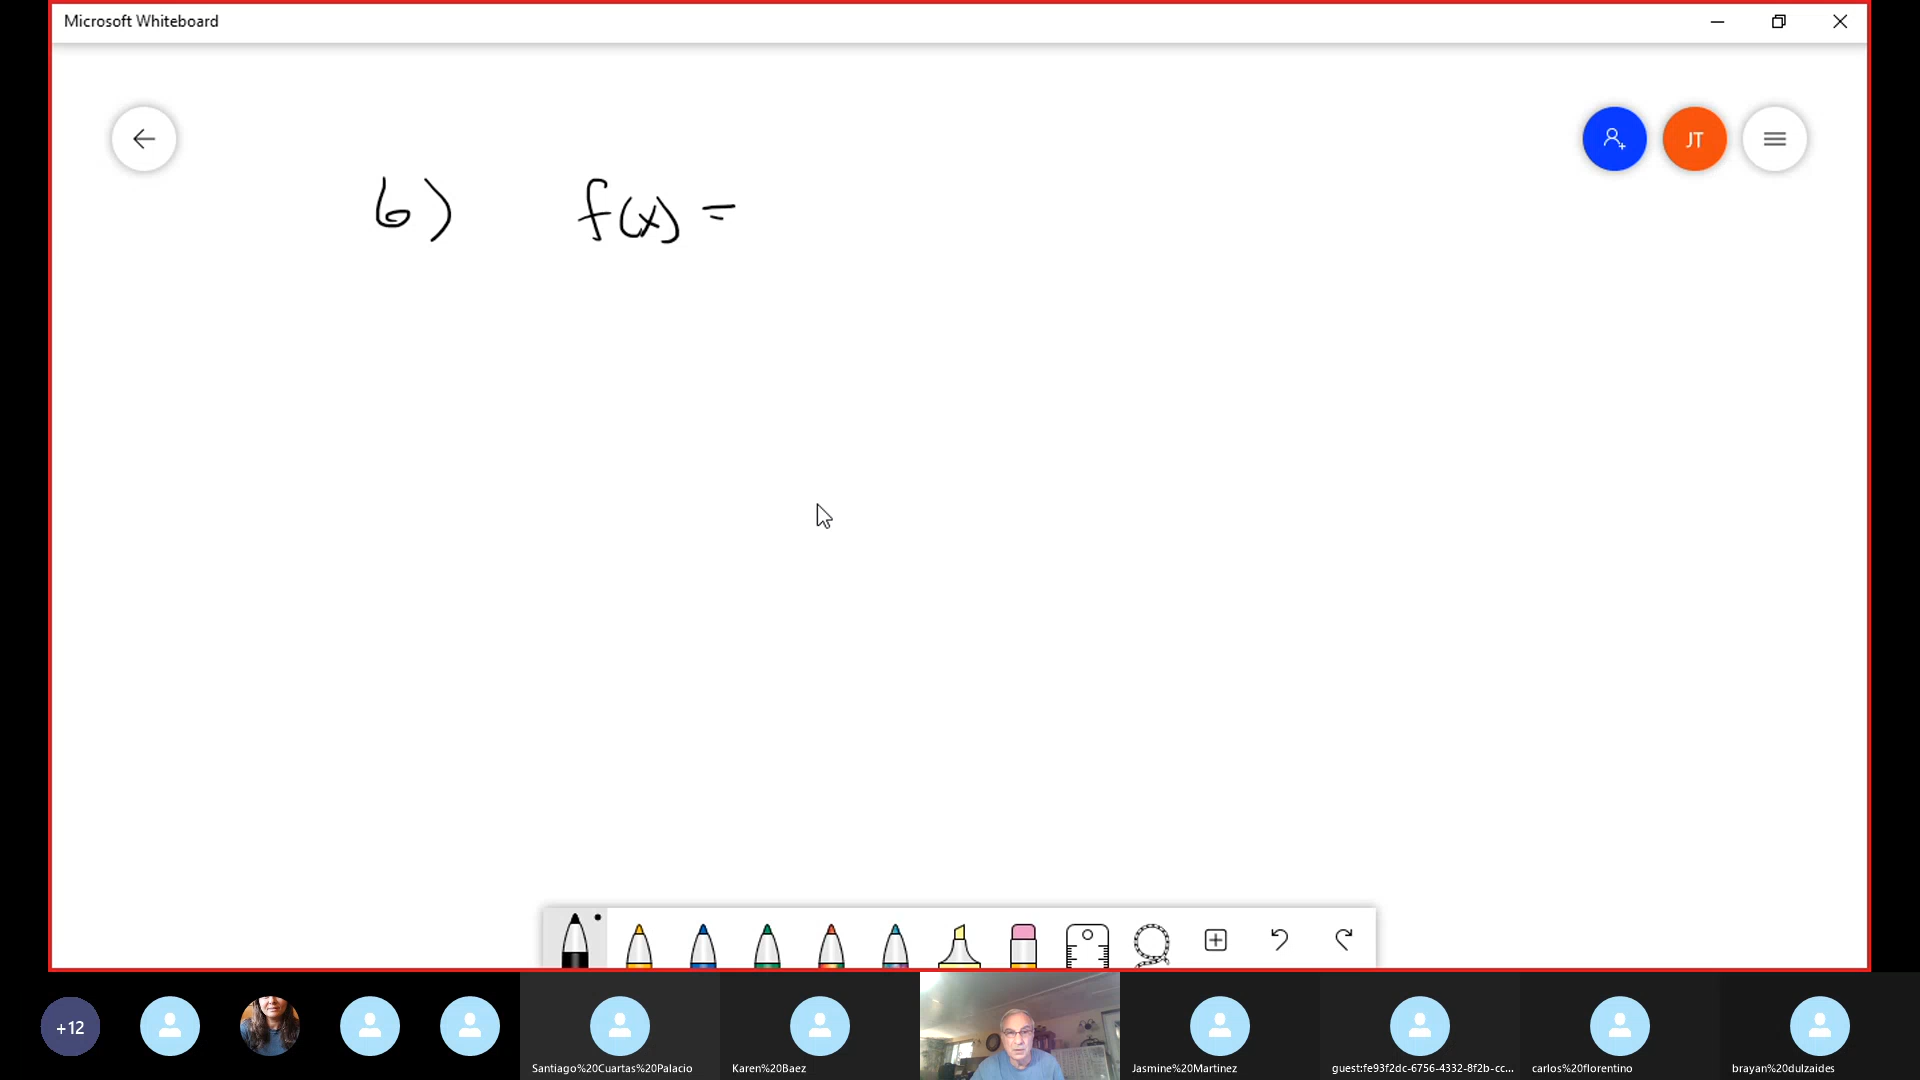 Microsoft Whiteboard
JT
6) f(x) =
+12
Santiago%20Cuartas%20Palacio
Karen%20Baez
Jasmine%20Martinez
guest:fe93f2dc-6756-4332-8f2b-cc...
carlos%20florentino
brayan%20dulzaides